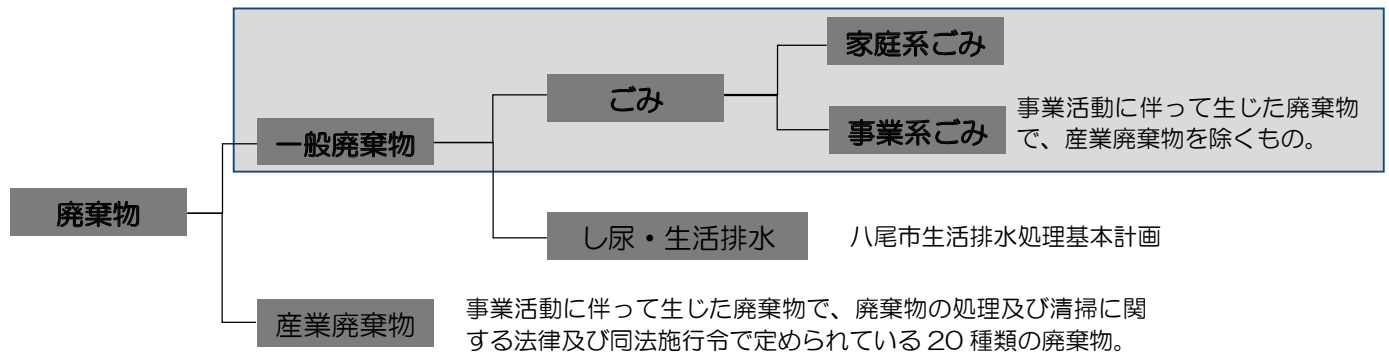 家庭系ごみ
ごみ
事業系ごみ
事業活動に伴って生じた廃棄物
で、産業廃棄物を除くもの。
一般廃棄物
廃棄物
し尿・生活排水
八尾市生活排水処理基本計画
産業廃棄物
事業活動に伴って生じた廃棄物で、廃棄物の処理及び清掃に関
する法律及び同法施行令で定められている 20 種類の廃棄物。